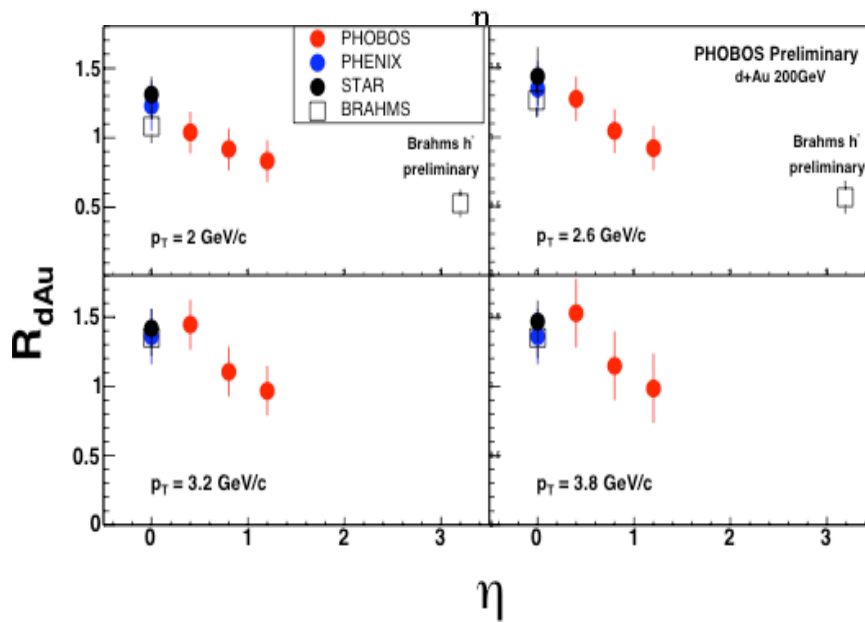 η
PHOBOS
PHENIX
STAR
BRAHMS
PHOBOS Preliminary
d+Au 200GeV
Brahms h⁻
preliminary
Brahms h⁻
preliminary
p_T = 2 GeV/c
p_T = 2.6 GeV/c
p_T = 3.2 GeV/c
p_T = 3.8 GeV/c
1.5
1
0.5
1.5
1
0.5
0
R_dAu
0 1 2 3 0 1 2 3
η